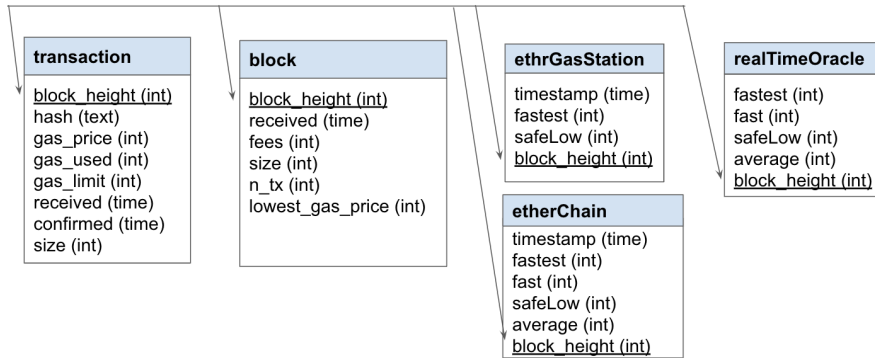 transaction
block_height (int)
hash (text)
gas_price (int)
gas_used (int)
gas_limit (int)
received (time)
confirmed (time)
size (int)
block
block_height (int)
received (time)
fees (int)
size (int)
n_tx (int)
lowest_gas_price (int)
ethrGasStation
timestamp (time)
fastest (int)
safeLow (int)
block_height (int)
etherChain
timestamp (time)
fastest (int)
fast (int)
safeLow (int)
average (int)
block_height (int)
realTimeOracle
fastest (int)
fast (int)
safeLow (int)
average (int)
block_height (int)